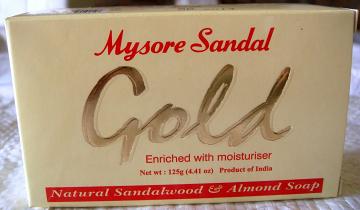 Mysore Sandal
Gold
Enriched with moisturiser
Net wt : 125g (4.41 oz) Product of India
Natural Sandalwood & Almond Soap